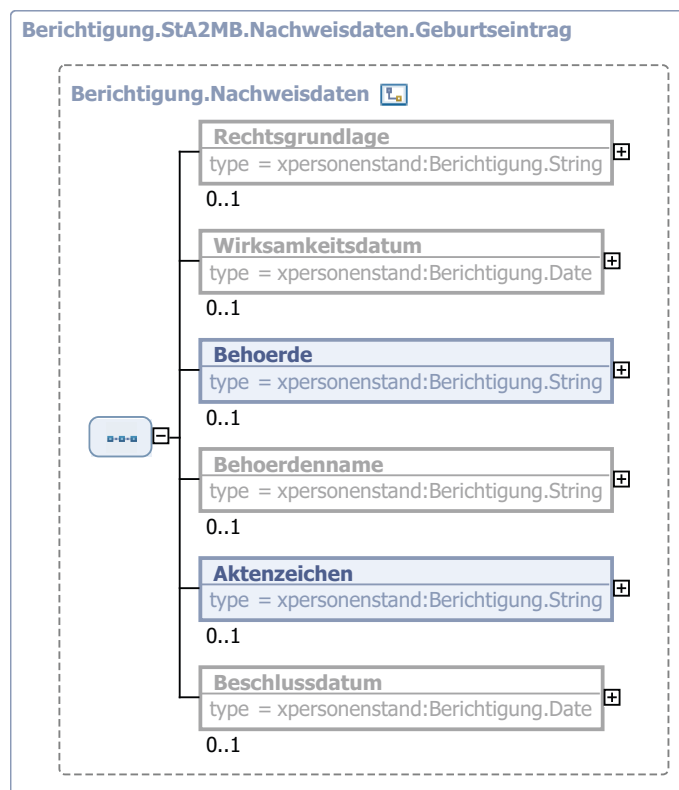 Berichtigung.StA2MB.Nachweisdaten.Geburtseintrag
Berichtigung.Nachweisdaten
Rechtsgrundlage
type = xpersonenstand:Berichtigung.String
0..1
Wirksamkeitsdatum
type = xpersonenstand:Berichtigung.Date
0..1
Behoerde
type = xpersonenstand:Berichtigung.String
0..1
Behoerdenname
type = xpersonenstand:Berichtigung.String
0..1
Aktenzeichen
type = xpersonenstand:Berichtigung.String
0..1
Beschlussdatum
type = xpersonenstand:Berichtigung.Date
0..1